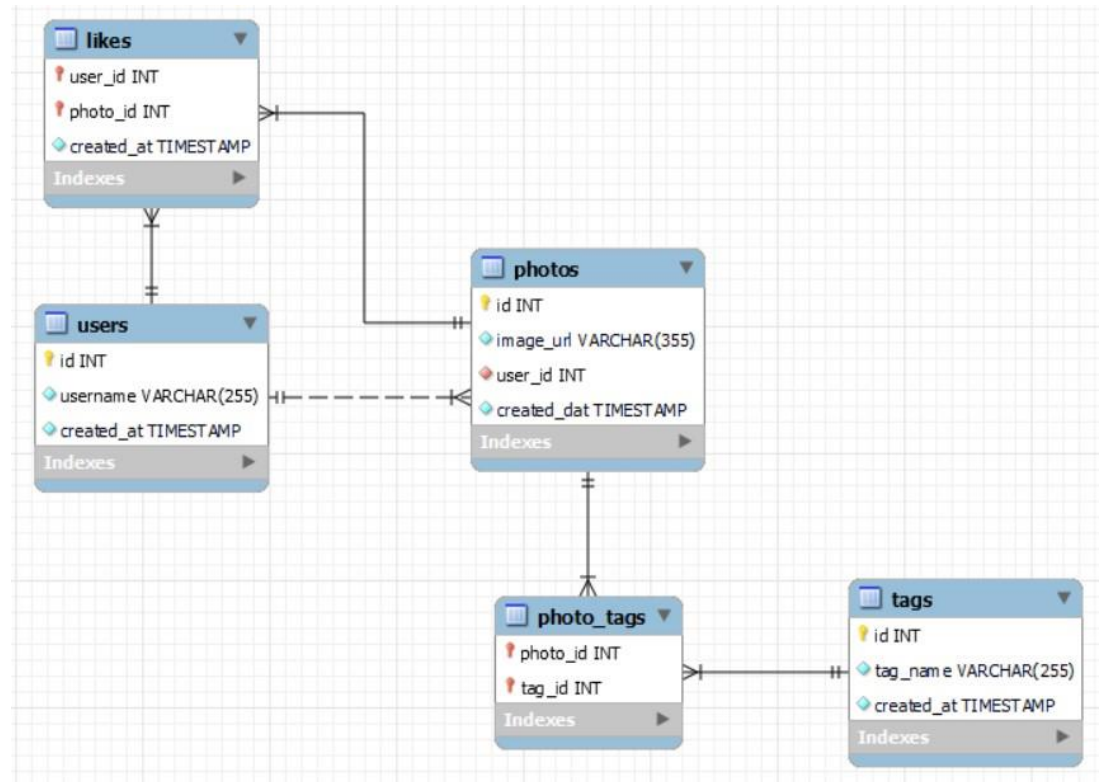 likes
user_id INT
photo_id INT
created_at TIMESTAMP
Indexes
users
id INT
username VARCHAR(255)
created_at TIMESTAMP
Indexes
photos
id INT
image_url VARCHAR(355)
user_id INT
created_dat TIMESTAMP
Indexes
photo_tags
photo_id INT
tag_id INT
Indexes
tags
id INT
tag_name VARCHAR(255)
created_at TIMESTAMP
Indexes